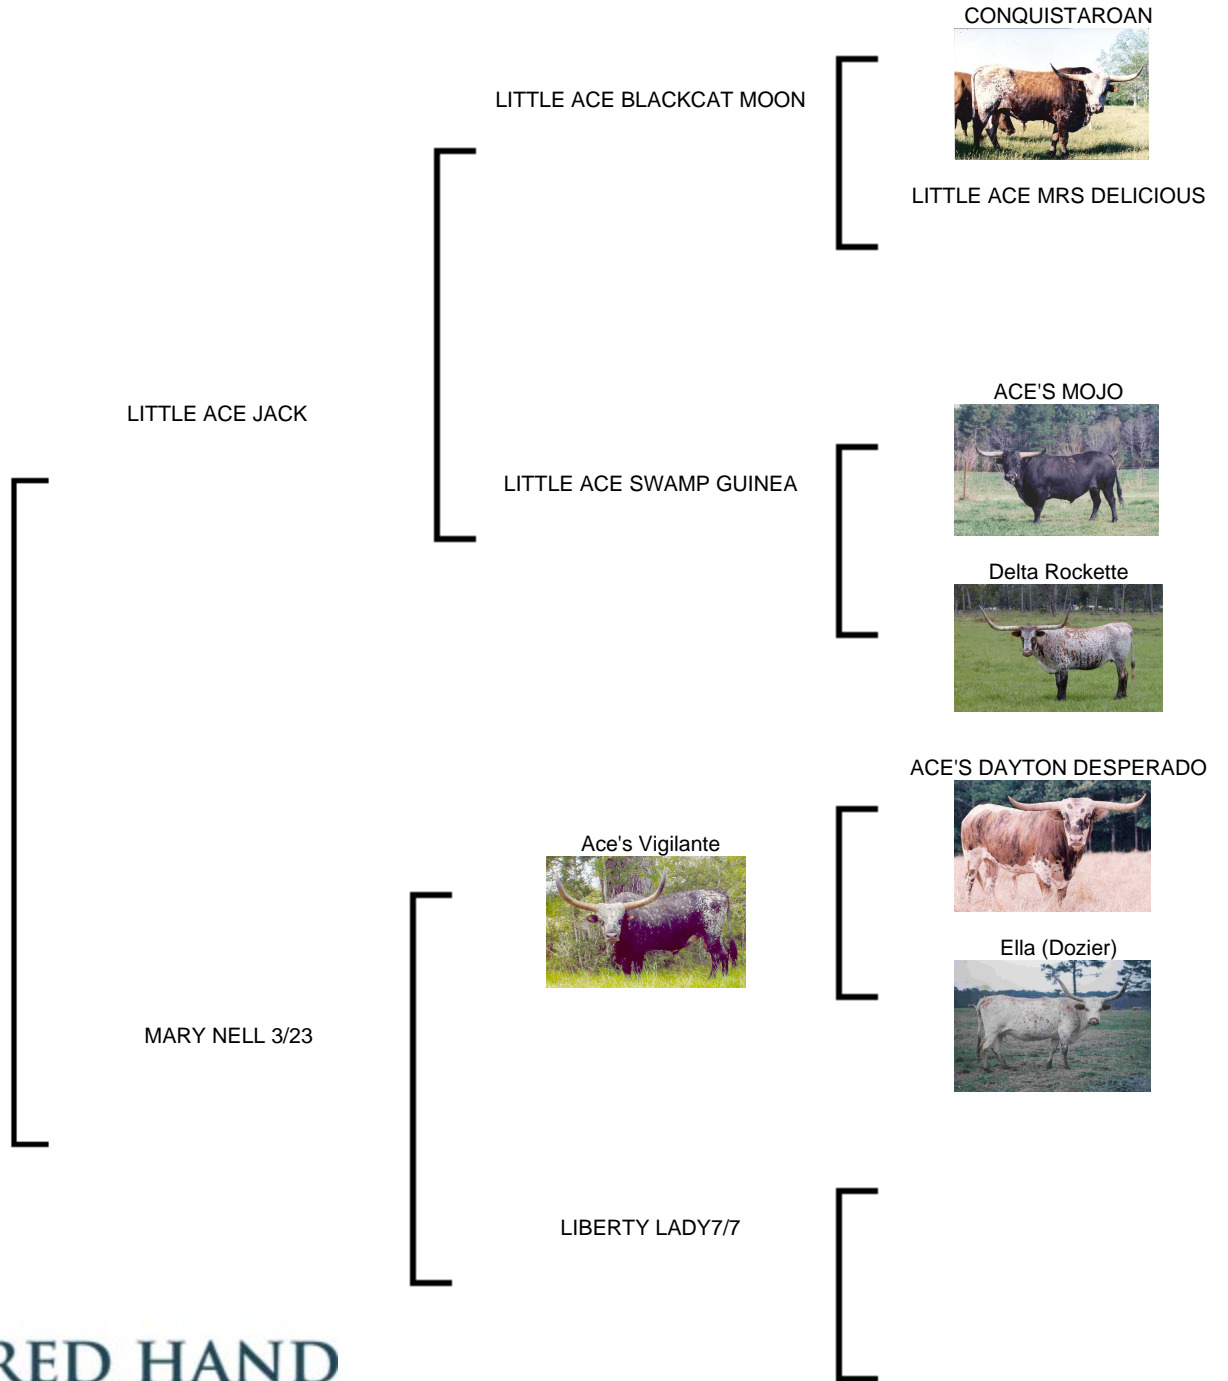 CONQUISTAROAN
LITTLE ACE BLACKCAT MOON
LITTLE ACE MRS DELICIOUS
ACE'S MOJO
LITTLE ACE JACK
LITTLE ACE SWAMP GUINEA
Delta Rockette
ACE'S DAYTON DESPERADO
Ace's Vigilante
Ella (Dozier)
MARY NELL 3/23
LIBERTY LADY7/7
RED HAND